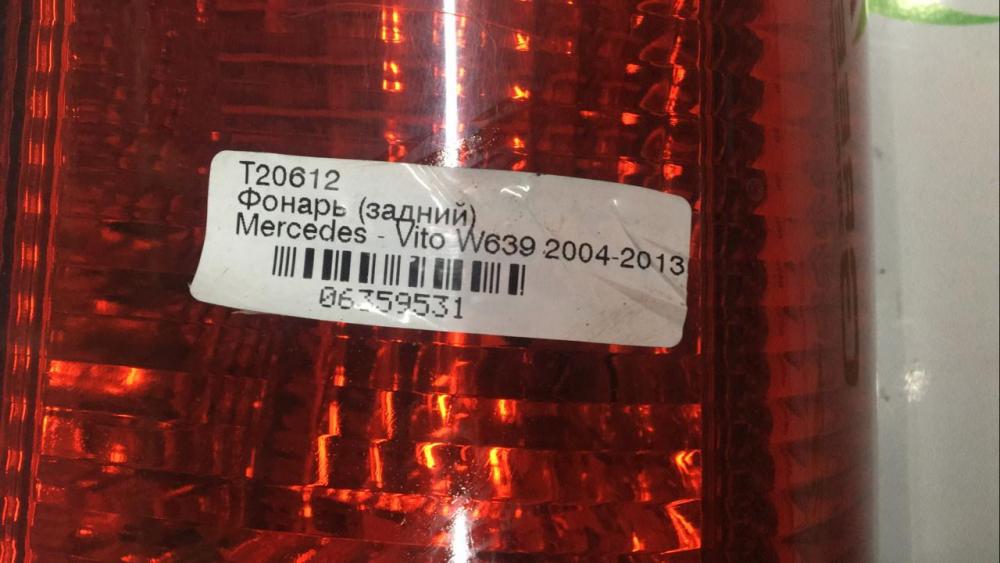 T20612
Фонарь (задний)
Mercedes - Vito W639 2004-2013
06359531